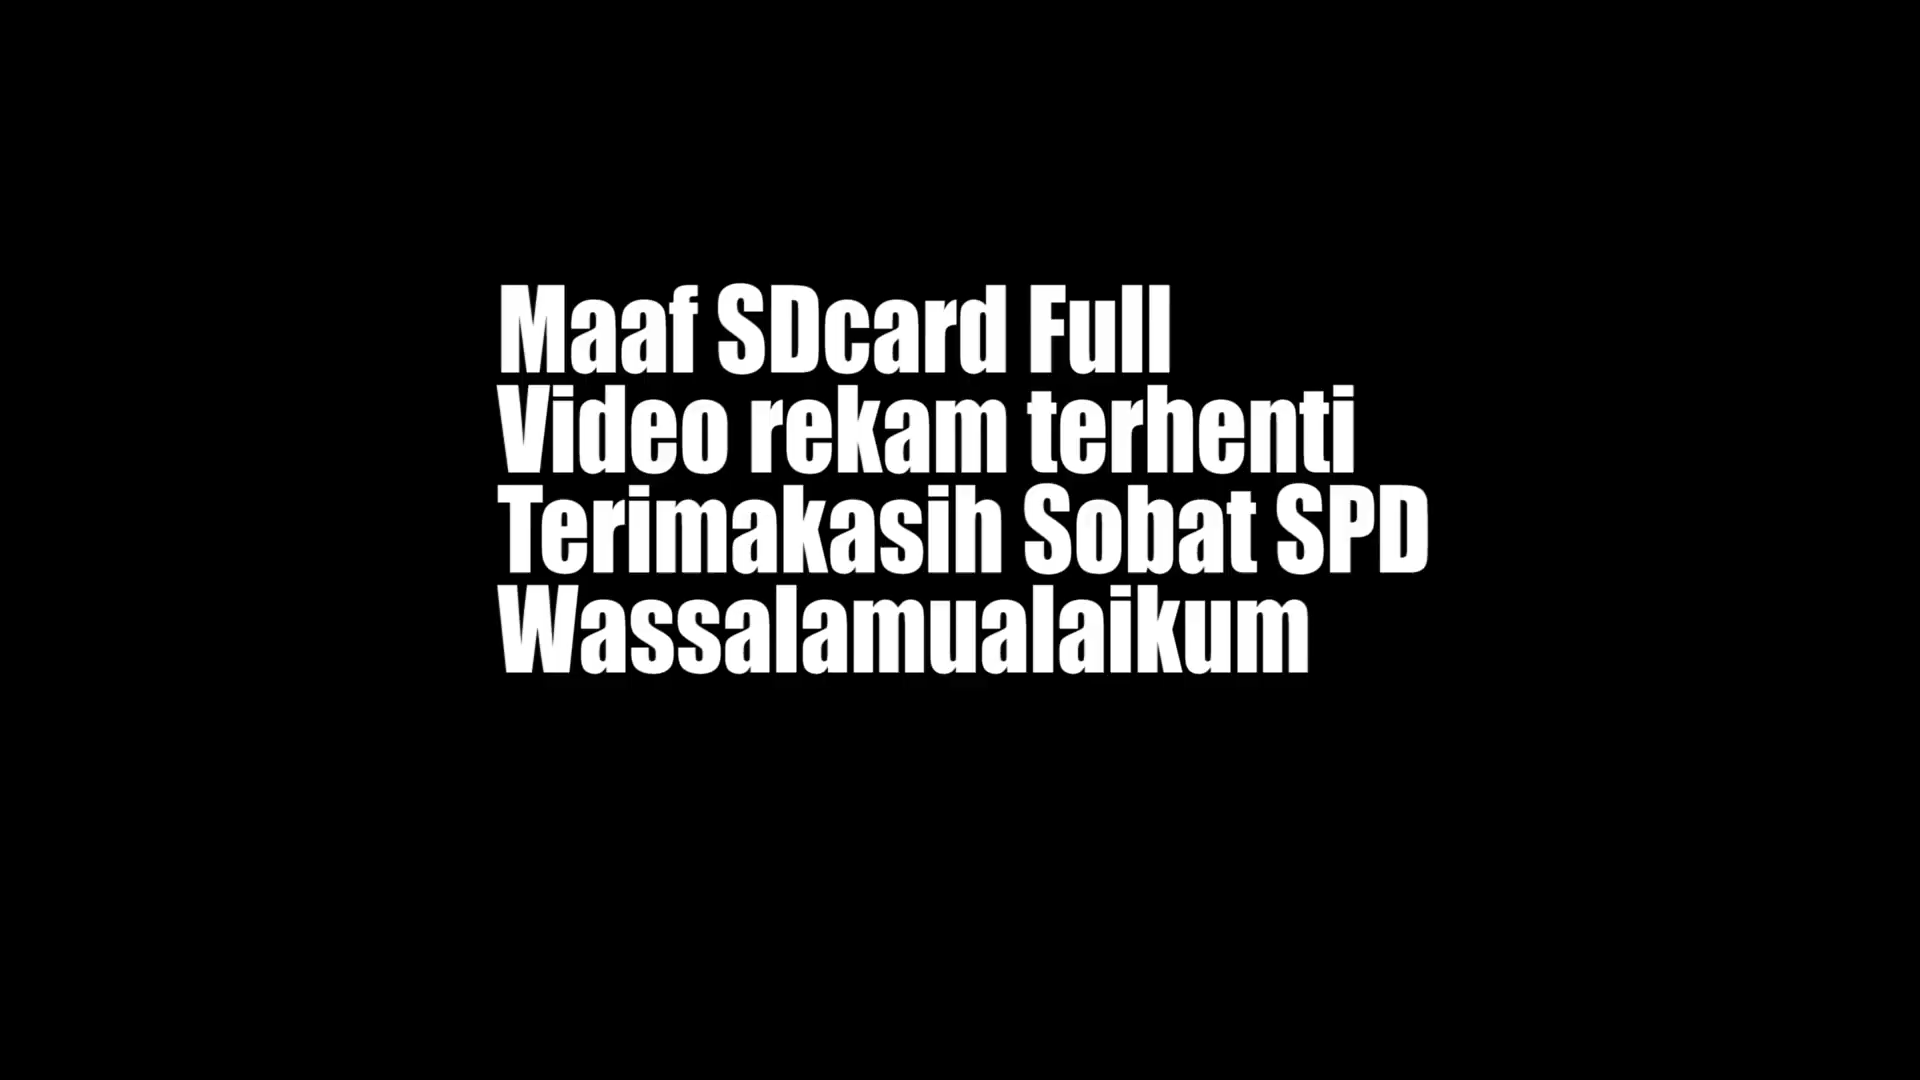 Maaf SDcard Full
Video rekam terhenti
Terimakasih Sobat SPD
Wassalamualaikum